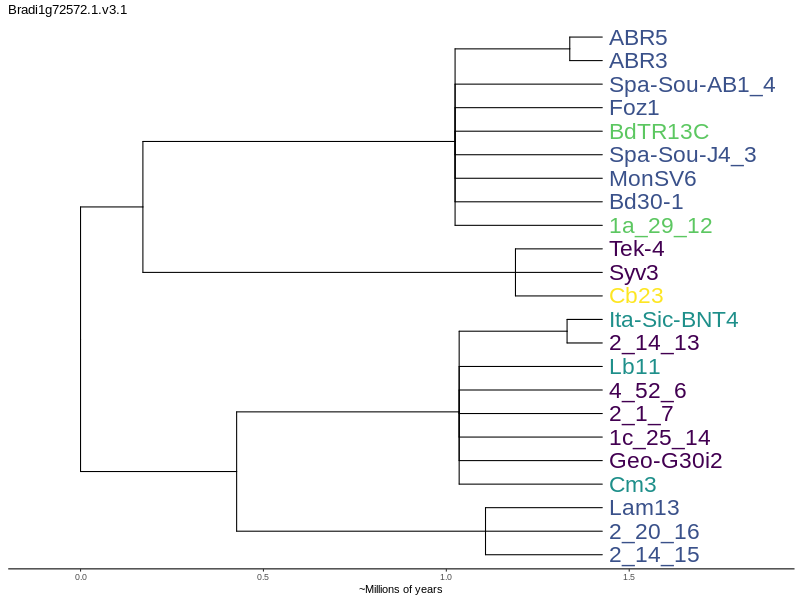 Bradi1g72572.1.v3.1
ABR5
ABR3
Spa-Sou-AB1_4
Foz1
BdTR13C
Spa-Sou-J4_3
MonSV6
Bd30-1
1a_29_12
Tek-4
Syv3
Cb23
Ita-Sic-BNT4
2_14_13
Lb11
4_52_6
2_1_7
1c_25_14
Geo-G30i2
Cm3
Lam13
2_20_16
2_14_15
0.0 0.5 1.0 1.5
~Millions of years